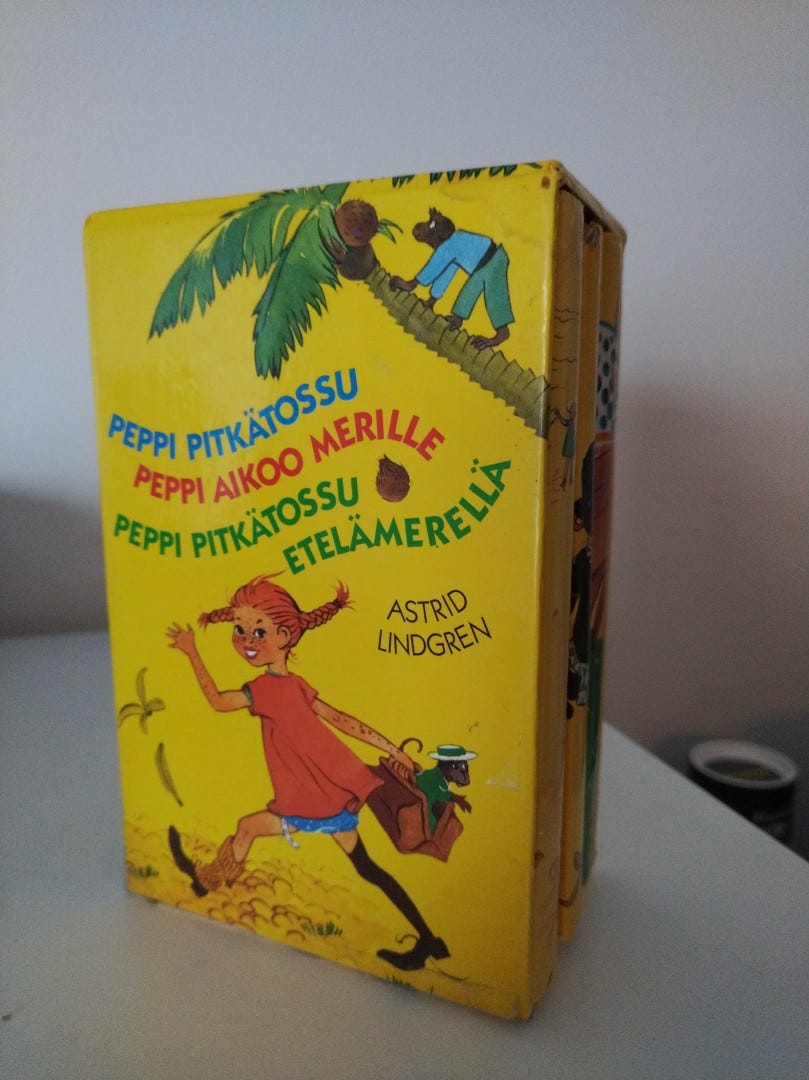 PEPPI PITKÄTOSSU
PEPPI AIKOO MERILLE
PEPPI PITKÄTOSSU
ETELÄMERELLÄ
ASTRID
LINDGREN